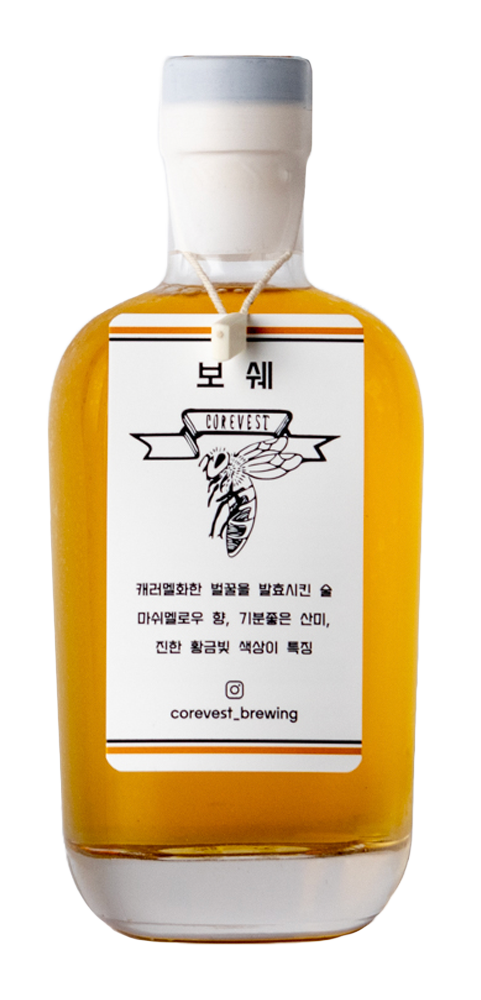 보 쉐
COREVEST
캐러멜화한 벌꿀을 발효시킨 술
마쉬멜로우 향, 기분좋은 산미,
진한 황금빛 색상이 특징
corevest_brewing